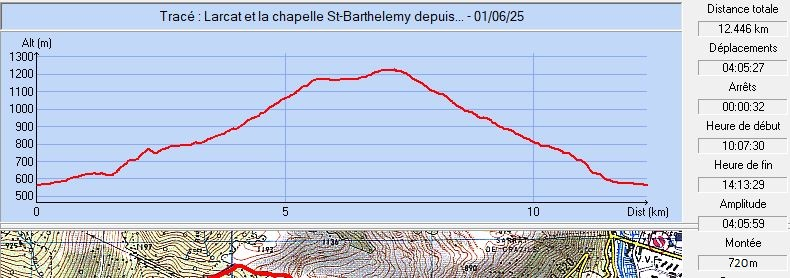 Tracé : Larcat et la chapelle St-Barthelemy depuis... - 01/06/25
Alt (m)
1300
1200
1100
1000
900
800
700
600
500
0
5
10
Dist (km)
Distance totale
12.446 km
Déplacements
04:05:27
Arrêts
00:00:32
Heure de début
10:07:30
Heure de fin
14:13:29
Amplitude
04:05:59
Montée
720 m
1197
1193
1136